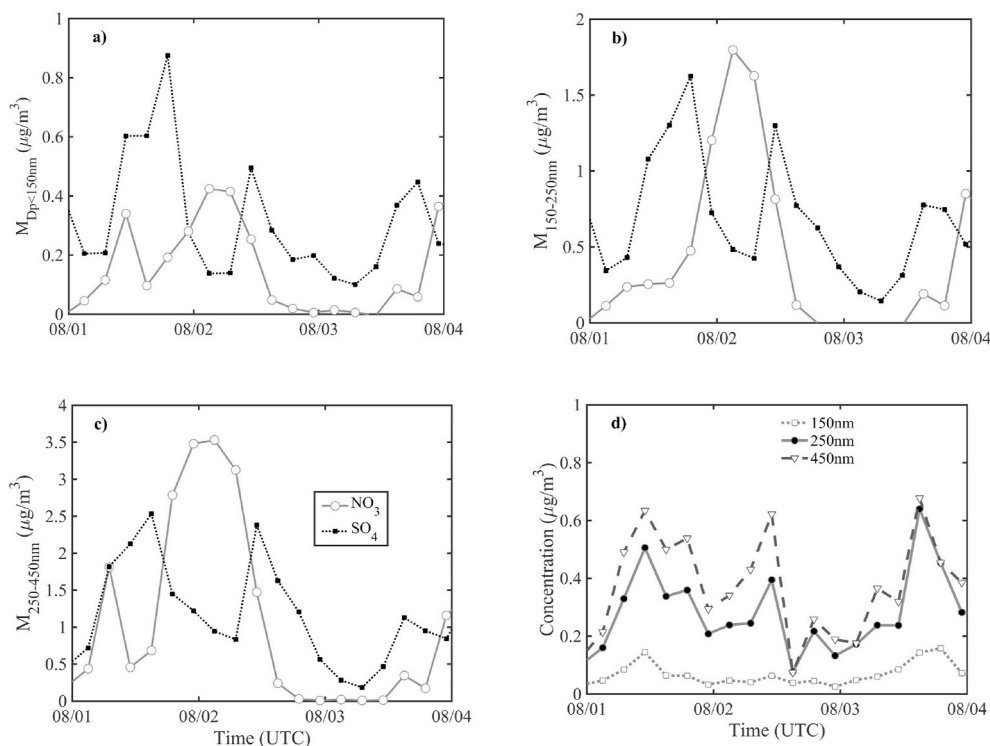 a)
M_Dp<150nm (μg/m³)
1
0.8
0.6
0.4
0.2
0
08/01 08/02 08/03 08/04
b)
M_150-250nm (μg/m³)
2
1.5
1
0.5
0
08/01 08/02 08/03 08/04
c)
M_250-450nm (μg/m³)
4
3.5
3
2.5
2
1.5
1
0.5
0
NO₃
SO₄
08/01 08/02 08/03 08/04
Time (UTC)
d)
Concentration (μg/m³)
1
0.8
0.6
0.4
0.2
0
150nm
250nm
450nm
08/01 08/02 08/03 08/04
Time (UTC)